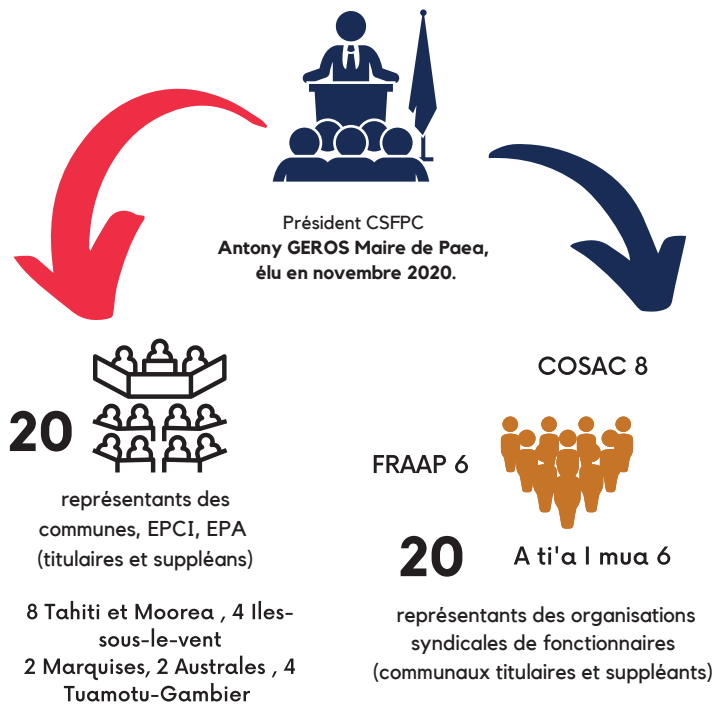 Président CSFPC
Antony GEROS Maire de Paea,
élu en novembre 2020.
20
représentants des
communes, EPCI, EPA
(titulaires et suppléans)
8 Tahiti et Moorea , 4 Iles-
sous-le-vent
2 Marquises, 2 Australes , 4
Tuamotu-Gambier
COSAC 8
FRAAP 6
A ti'a I mua 6
20
représentants des organisations
syndicales de fonctionnaires
(communaux titulaires et suppléants)